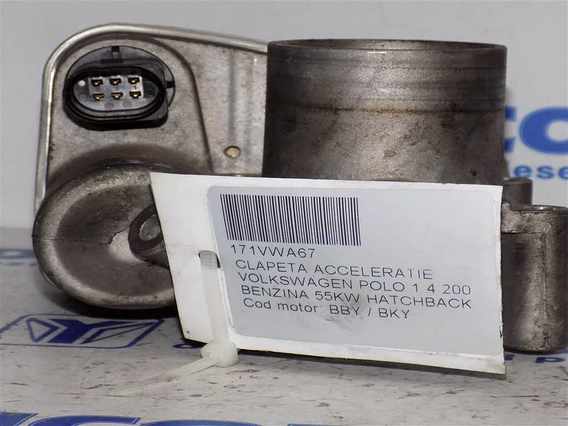 171VWA67
CLAPETA ACCELERATIE
VOLKSWAGEN POLO 1 4 200
BENZINA 55KW HATCHBACK
Cod motor BBY / BKY